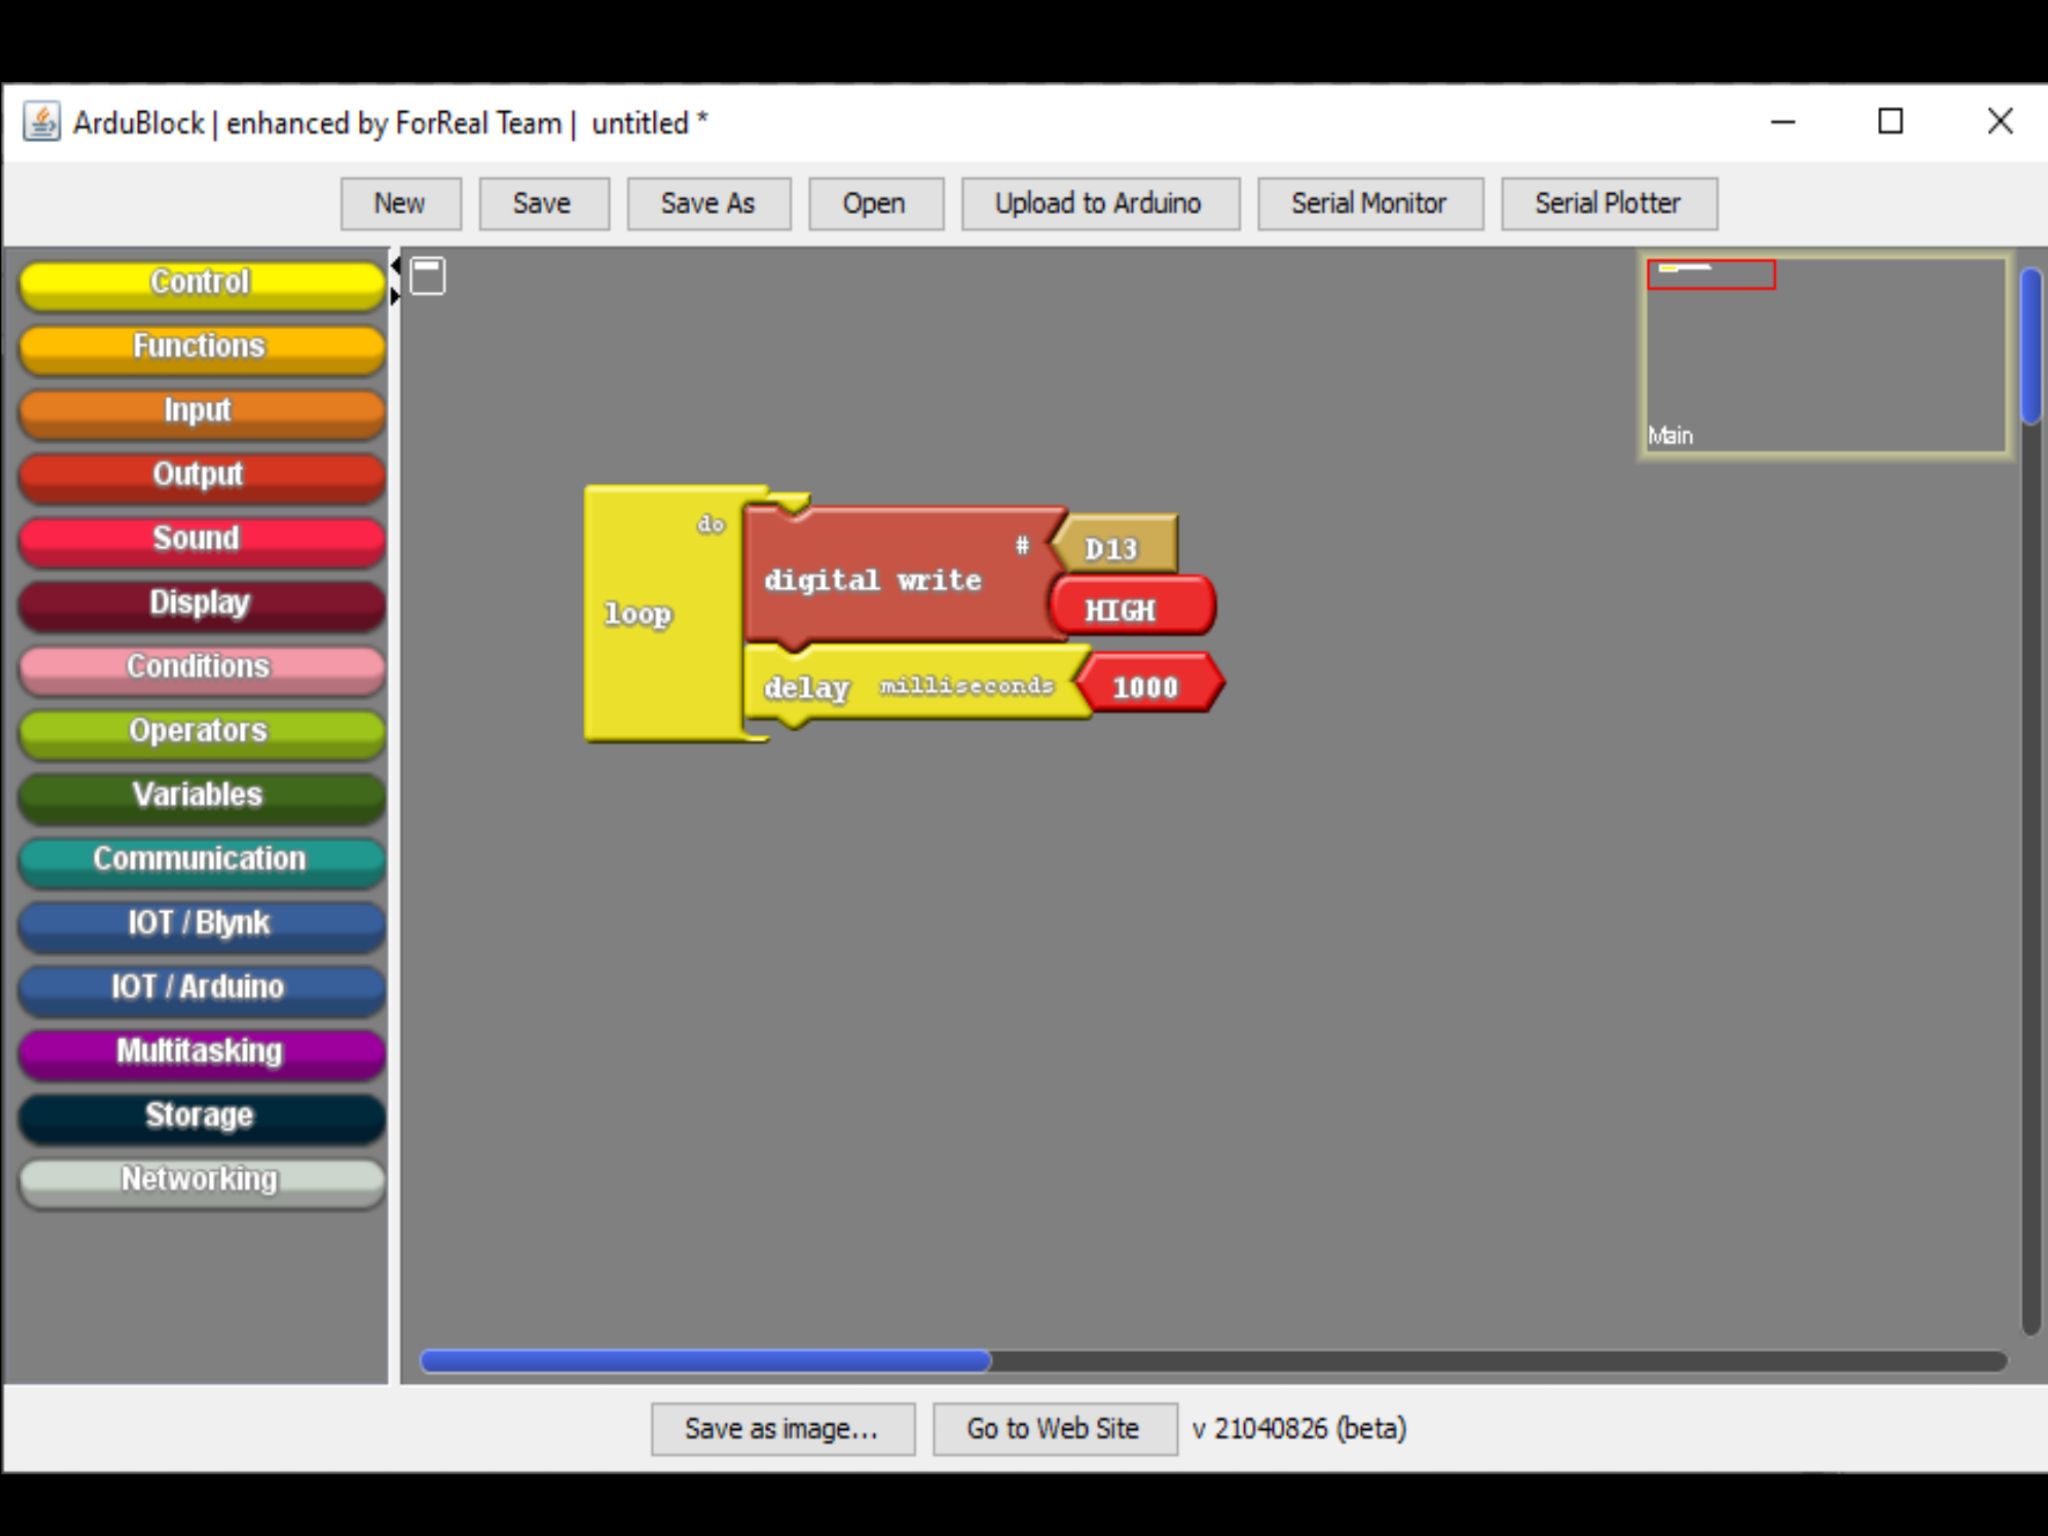 ArduBlock | enhanced by ForReal Team | untitled *
New Save Save As Open Upload to Arduino Serial Monitor Serial Plotter
Control
Functions
Input
Output
Sound
Display
Conditions
Operators
Variables
Communication
IOT / Blynk
IOT / Arduino
Multitasking
Storage
Networking
do
loop
digital write
#
D13
HIGH
delay milliseconds 1000
Main
Save as image... Go to Web Site v 21040826 (beta)